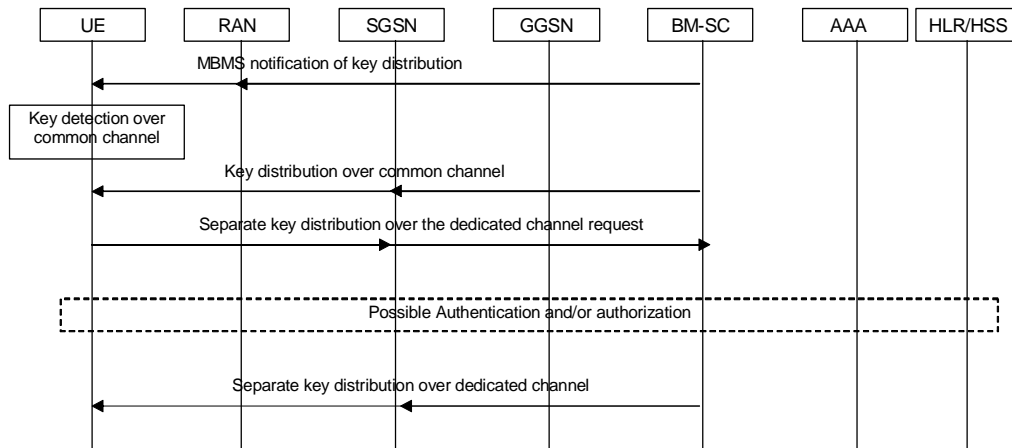 UE
RAN
SGSN
GGSN
BM-SC
AAA
HLR/HSS
MBMS notification of key distribution
Key detection over
common channel
Key distribution over common channel
Separate key distribution over the dedicated channel request
Possible Authentication and/or authorization
Separate key distribution over dedicated channel